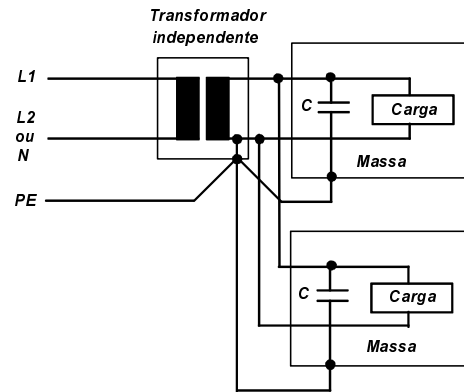 Transformador
independente
L1
L2
ou
N
PE
C
Carga
Massa
C
Carga
Massa